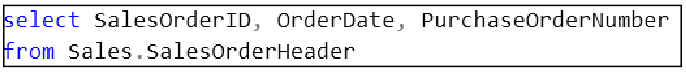 select SalesOrderID, OrderDate, PurchaseOrderNumber
from Sales.SalesOrderHeader